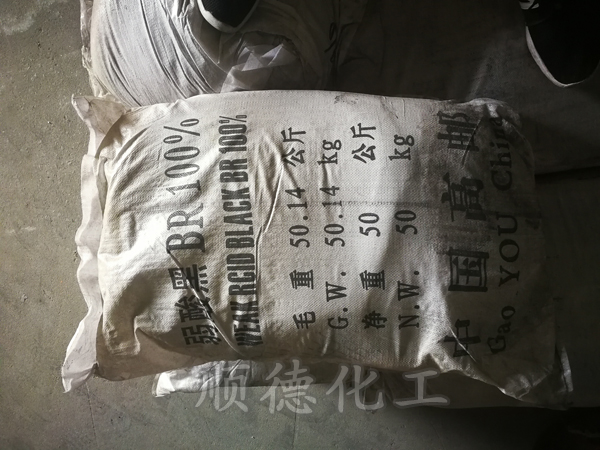 弱酸黑 BR 100%
WEAK RCID BLACK BR 100%
毛 重 50.14 公斤
G.W. 50.14 kg
净 重 50 公斤
N.W. 50 kg
中国高邮
Gao YOU China
顺德化工